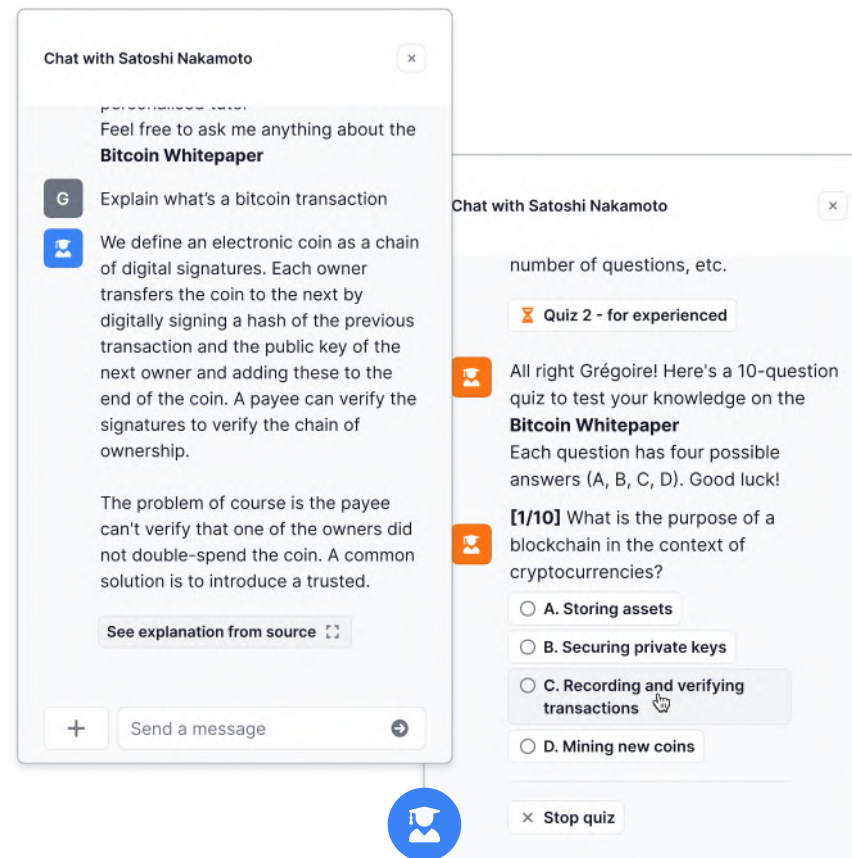 Chat with Satoshi Nakamoto
Feel free to ask me anything about the
Bitcoin Whitepaper
G
Explain what's a bitcoin transaction
We define an electronic coin as a chain
of digital signatures. Each owner
transfers the coin to the next by
digitally signing a hash of the previous
transaction and the public key of the
next owner and adding these to the
end of the coin. A payee can verify the
signatures to verify the chain of
ownership.
The problem of course is the payee
can't verify that one of the owners did
not double-spend the coin. A common
solution is to introduce a trusted.
See explanation from source
Send a message
Chat with Satoshi Nakamoto
number of questions, etc.
Quiz 2 - for experienced
All right Grégoire! Here's a 10-question
quiz to test your knowledge on the
Bitcoin Whitepaper
Each question has four possible
answers (A, B, C, D). Good luck!
[1/10] What is the purpose of a
blockchain in the context of
cryptocurrencies?
A. Storing assets
B. Securing private keys
C. Recording and verifying
transactions
D. Mining new coins
Stop quiz